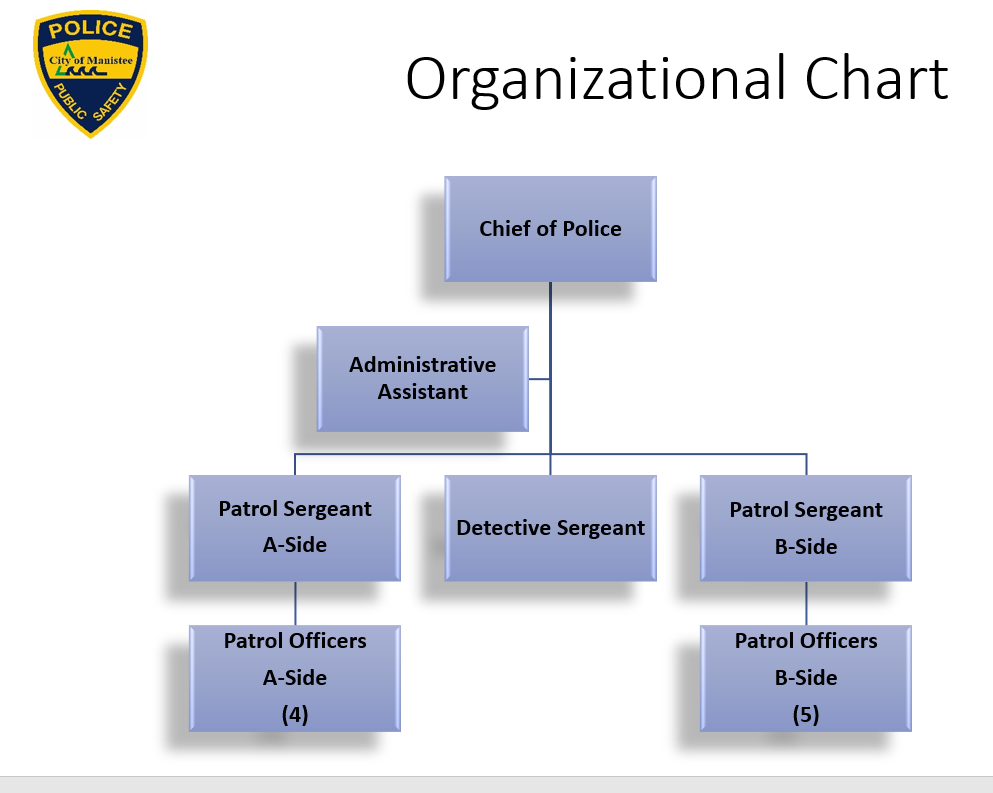 POLICE
City of Manistee
PUBLIC SAFETY
Organizational Chart
Chief of Police
Administrative
Assistant
Patrol Sergeant
A-Side
Detective Sergeant
Patrol Sergeant
B-Side
Patrol Officers
A-Side
(4)
Patrol Officers
B-Side
(5)